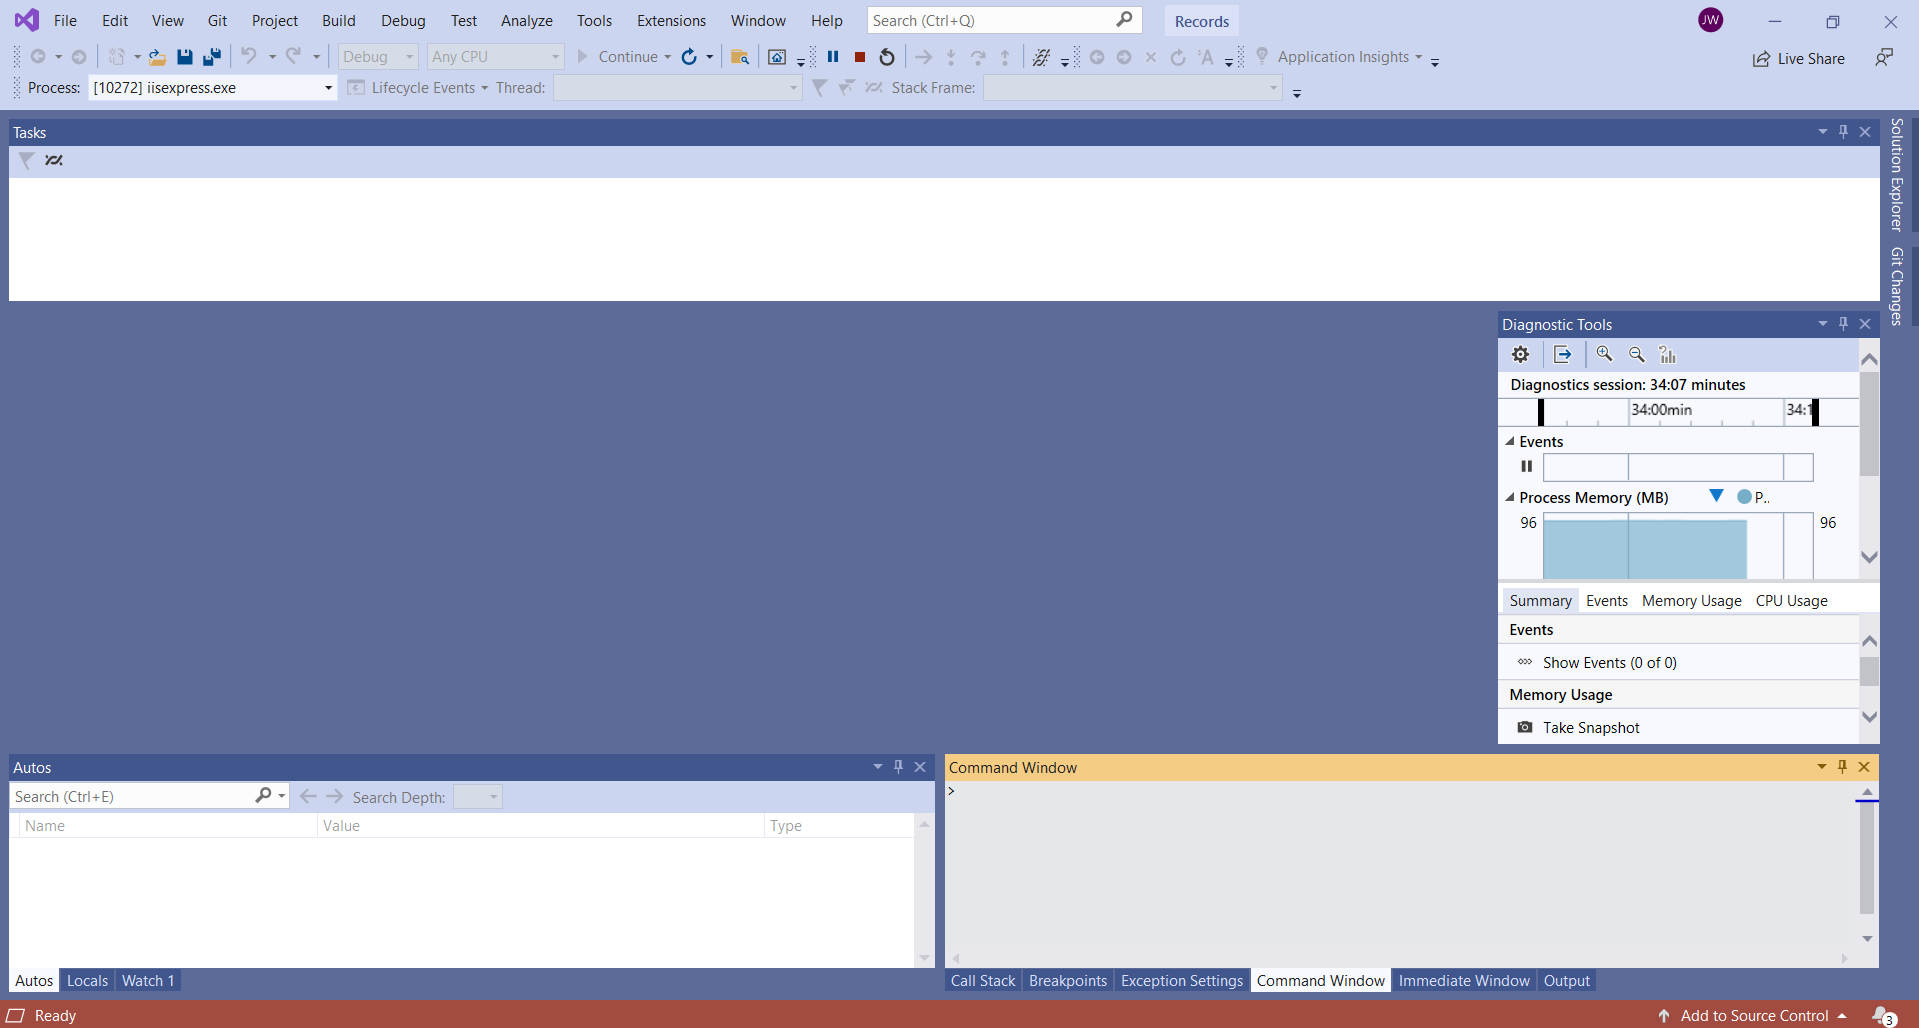 File Edit View Git Project Build Debug Test Analyze Tools Extensions Window Help Search (Ctrl+Q) Records JW
Debug Any CPU Continue Application Insights Live Share
Process: [10272] iisexpress.exe Lifecycle Events Thread: Stack Frame:
Tasks
Solution Explorer
Git Changes
Diagnostic Tools
Diagnostics session: 34:07 minutes
34:00min 34:1
Events
Process Memory (MB) P..
96 96
Summary Events Memory Usage CPU Usage
Events
Show Events (0 of 0)
Memory Usage
Take Snapshot
Autos
Search (Ctrl+E) Search Depth:
Name Value Type
Autos Locals Watch 1
Command Window
>
Call Stack Breakpoints Exception Settings Command Window Immediate Window Output
Ready Add to Source Control 3